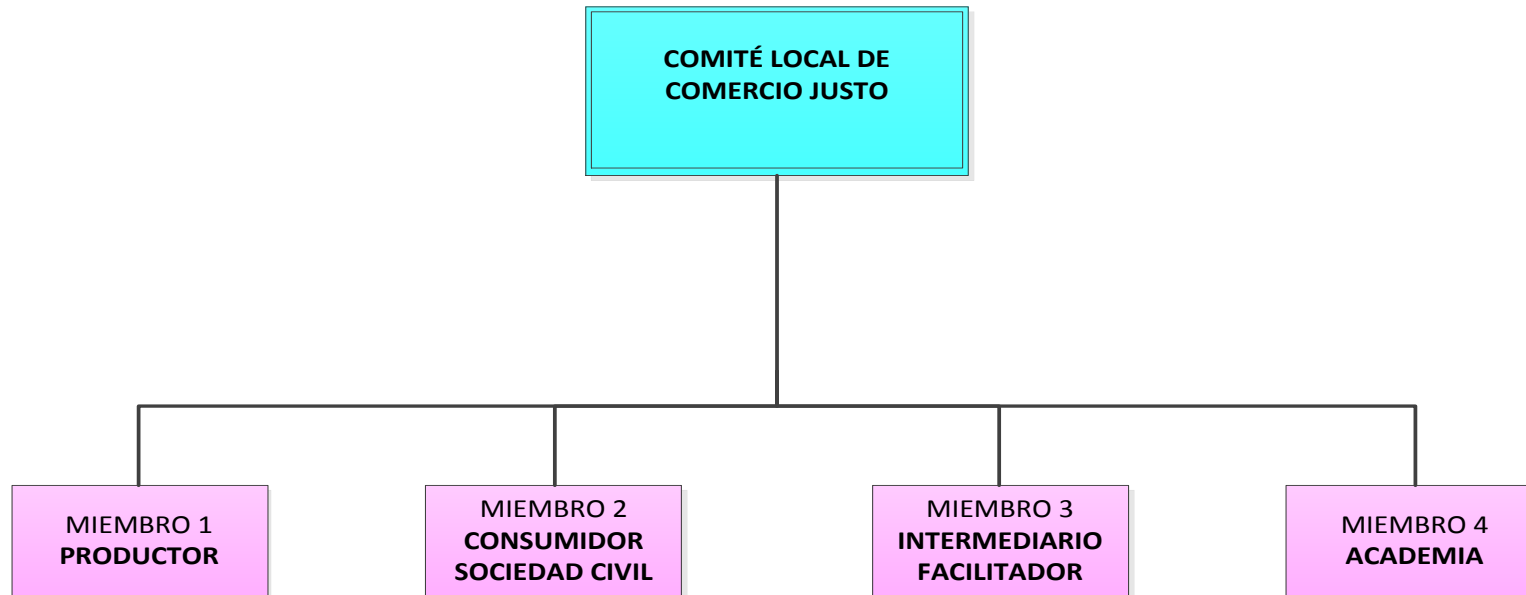 COMITÉ LOCAL DE
COMERCIO JUSTO
MIEMBRO 1
PRODUCTOR
MIEMBRO 2
CONSUMIDOR
SOCIEDAD CIVIL
MIEMBRO 3
INTERMEDIARIO
FACILITADOR
MIEMBRO 4
ACADEMIA